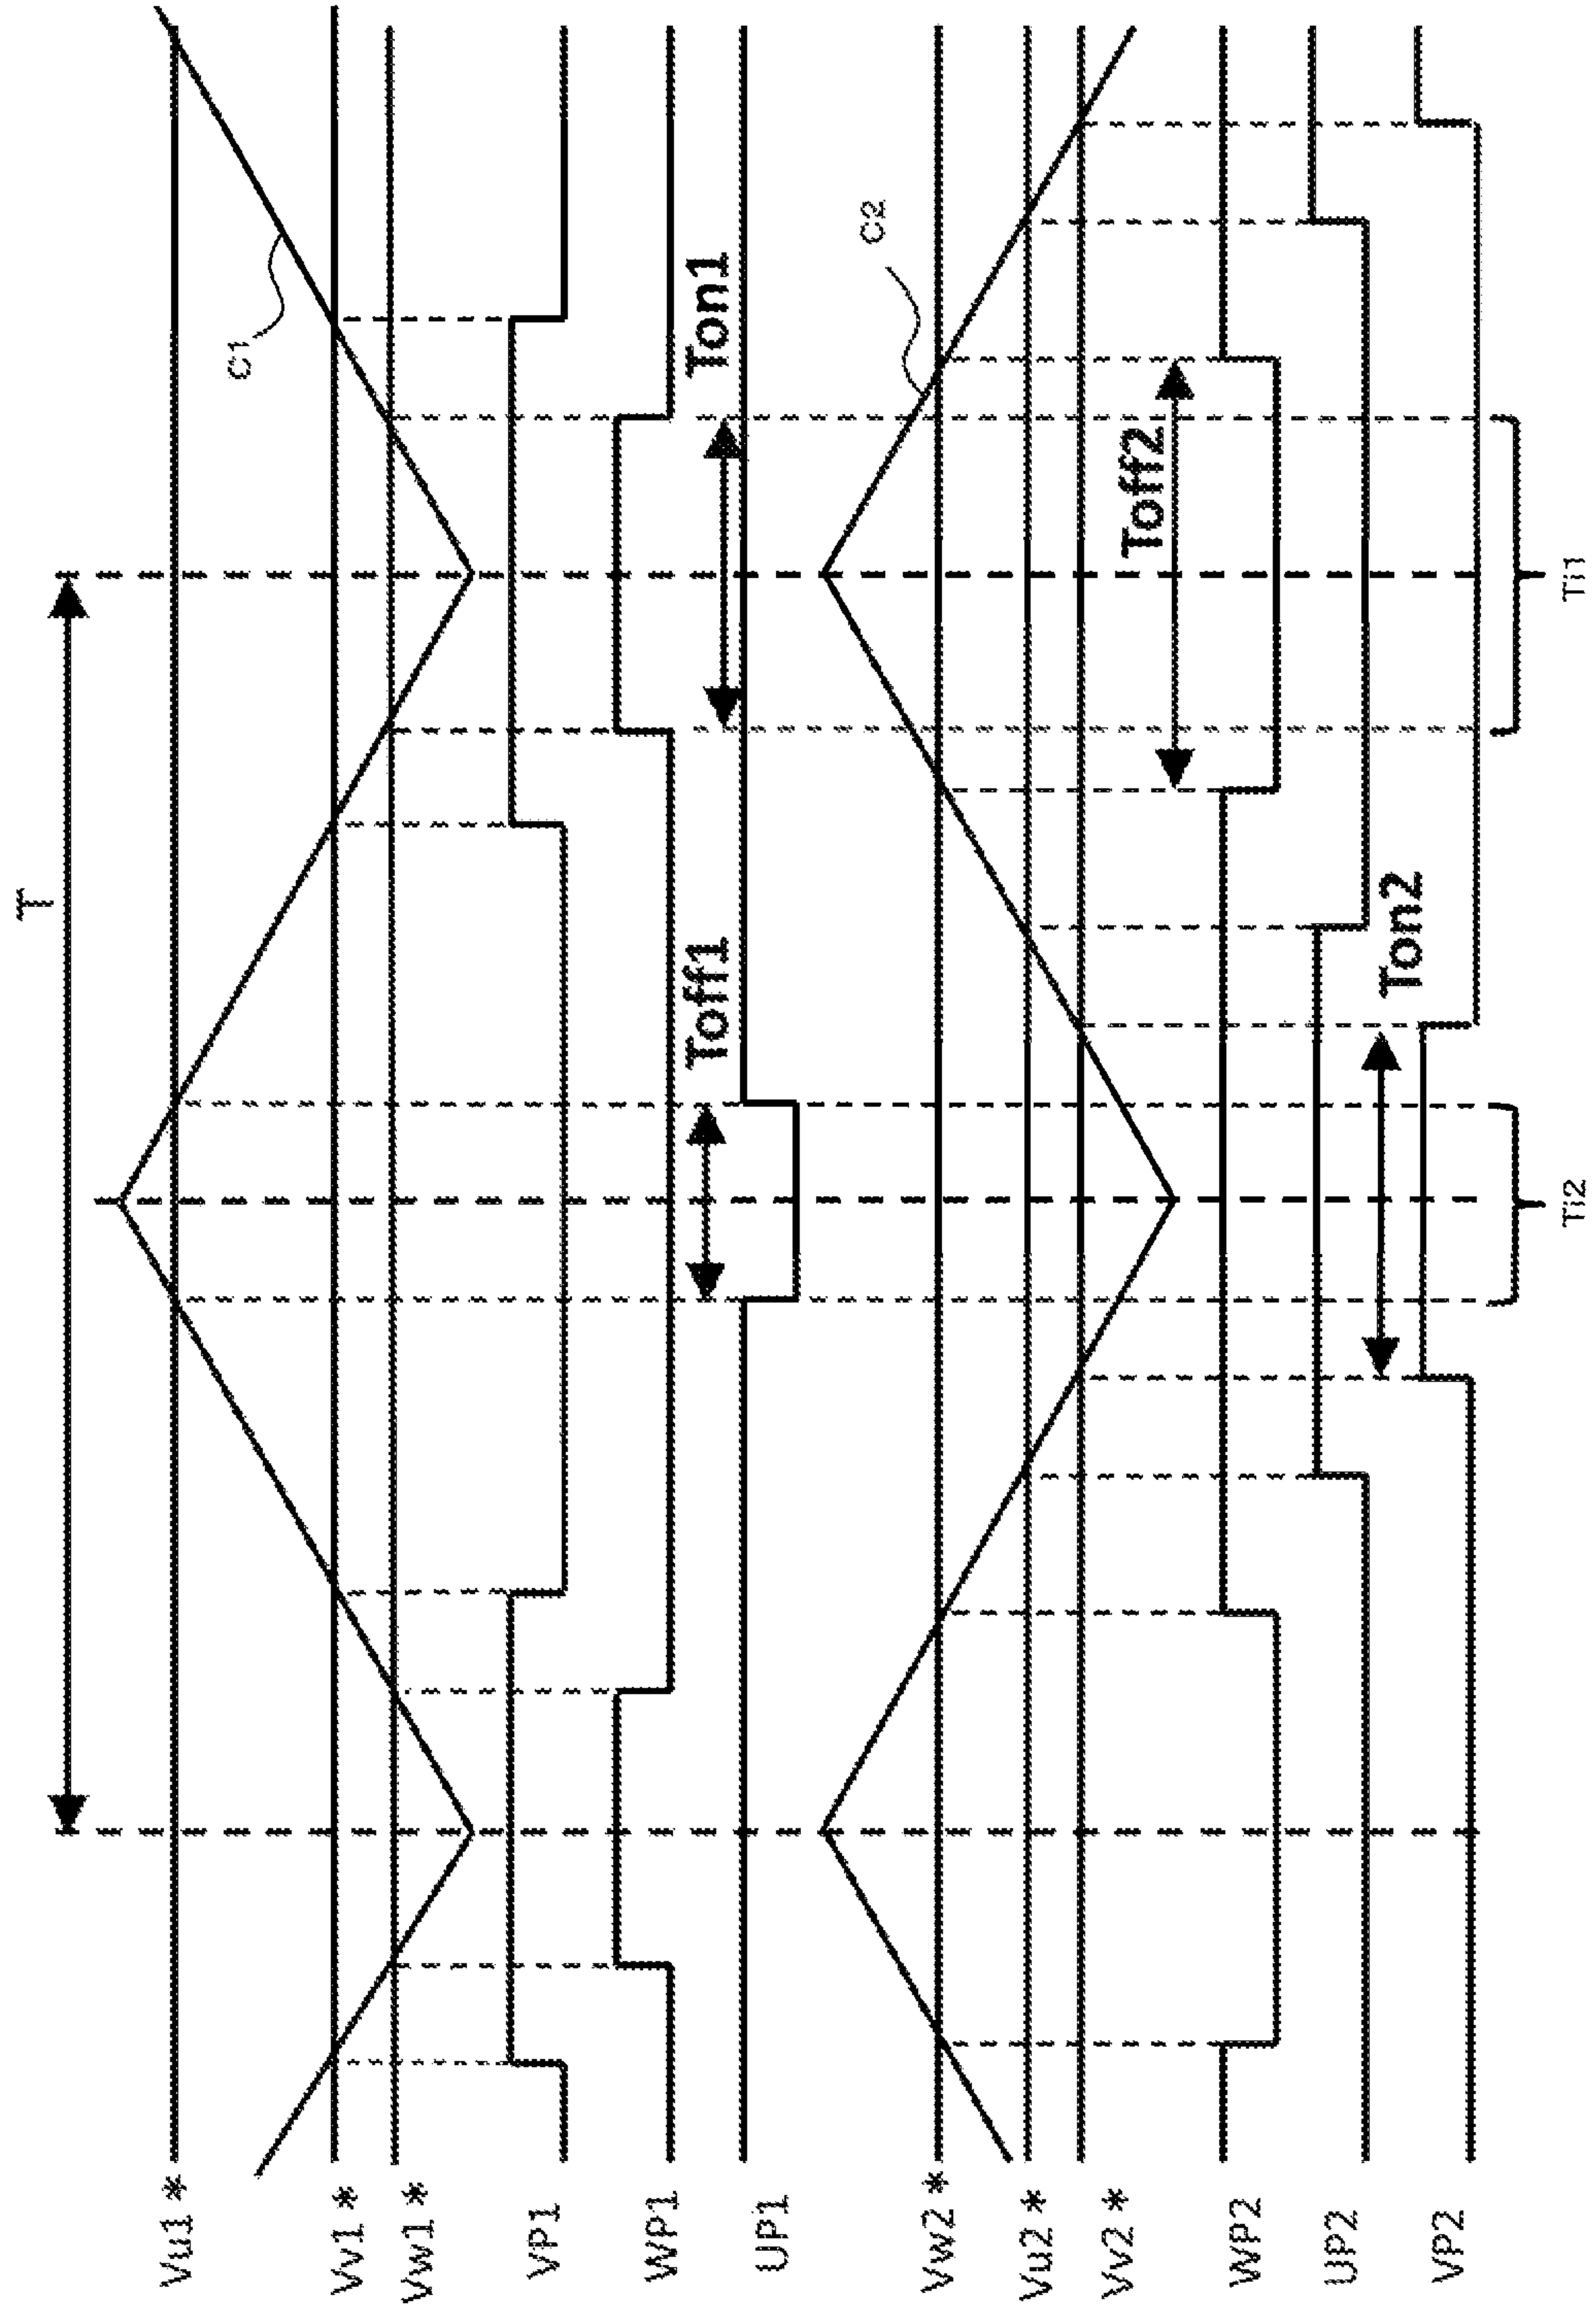 T
Vu1*
C1
Vv1*
Vw1*
VP1
WP1
Toff1
Ton1
UP1
C2
Vw2*
Vu2*
Vv2*
Toff2
WP2
UP2
Ton2
VP2
Ti2
Ti1